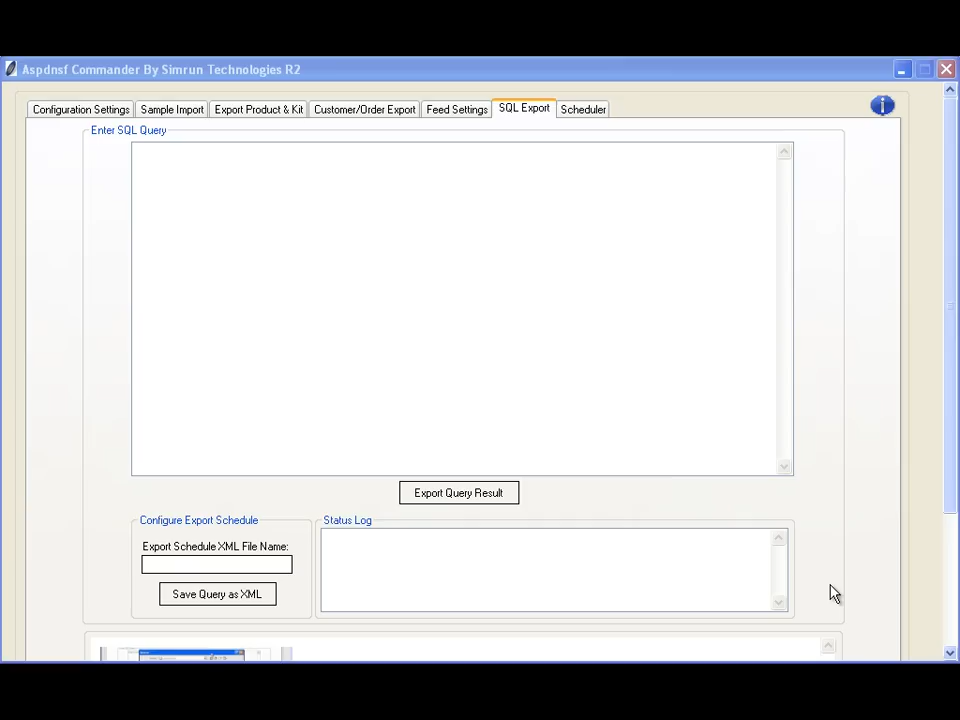 Aspdnsf Commander By Simrun Technologies R2
Configuration Settings Sample Import Export Product & Kit Customer/Order Export Feed Settings SQL Export Scheduler
Enter SQL Query
Export Query Result
Configure Export Schedule
Status Log
Export Schedule XML File Name:
Save Query as XML